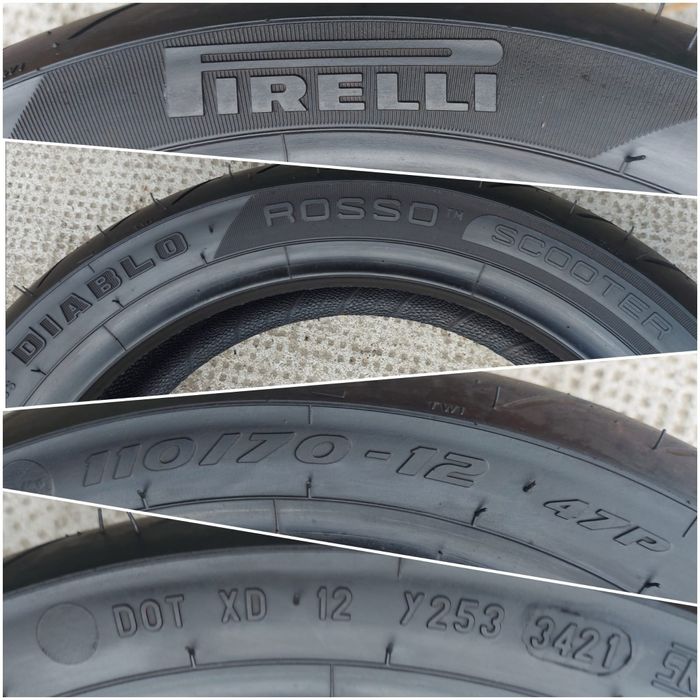 PIRELLI
DIABLO ROSSO™ SCOOTER
TWI
110/70-12 47P
DOT XD 12 Y253 3421